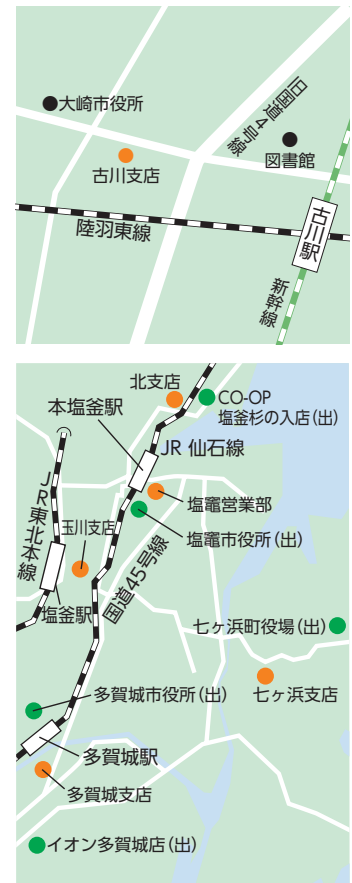 大崎市役所
旧国道4号線
図書館
古川支店
陸羽東線
古川駅
新幹線
北支店
CO-OP
塩釜杉の入店(出)
本塩釜駅
JR 仙石線
塩竈営業部
塩竈市役所(出)
JR東北本線
玉川支店
国道45号線
塩釜駅
七ヶ浜町役場(出)
七ヶ浜支店
多賀城市役所(出)
多賀城駅
多賀城支店
イオン多賀城店(出)